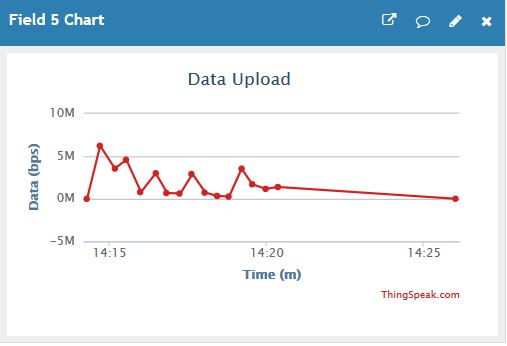 Field 5 Chart
Data Upload
Data (bps)
10M
5M
0M
−5M
14:15 14:20 14:25
Time (m)
ThingSpeak.com